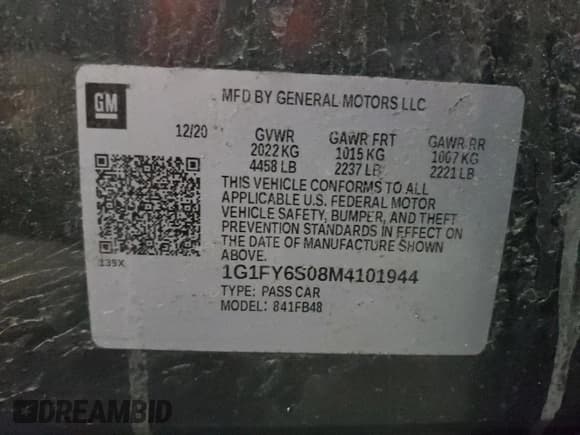 GM
MFD BY GENERAL MOTORS LLC
12/20 GVWR GAWR FRT GAWR RR
2022 KG 1015 KG 1007 KG
4458 LB 2237 LB 2221 LB
THIS VEHICLE CONFORMS TO ALL
APPLICABLE U.S. FEDERAL MOTOR
VEHICLE SAFETY, BUMPER, AND THEFT
PREVENTION STANDARDS IN EFFECT ON
THE DATE OF MANUFACTURE SHOWN
ABOVE.
139X
1G1FY6S08M4101944
TYPE: PASS CAR
MODEL: 841FB48
DREAMBID